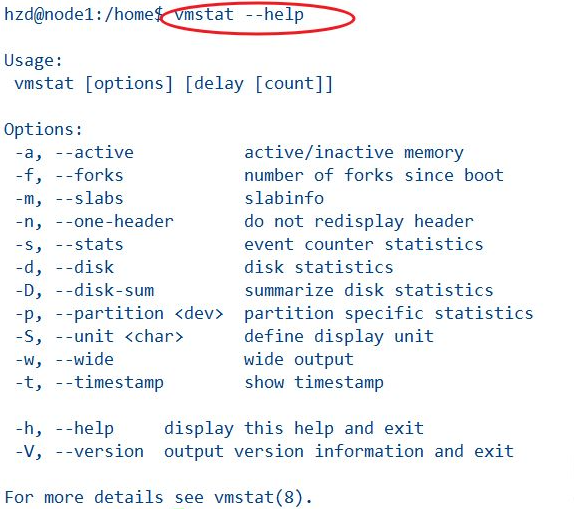 hzd@node1:/home$ vmstat --help
Usage:
vmstat [options] [delay [count]]
Options:
-a, --active active/inactive memory
-f, --forks number of forks since boot
-m, --slabs slabinfo
-n, --one-header do not redisplay header
-s, --stats event counter statistics
-d, --disk disk statistics
-D, --disk-sum summarize disk statistics
-p, --partition <dev> partition specific statistics
-S, --unit <char> define display unit
-w, --wide wide output
-t, --timestamp show timestamp
-h, --help display this help and exit
-V, --version output version information and exit
For more details see vmstat(8).